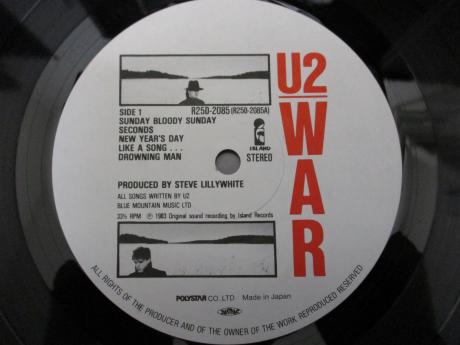 U2
WAR
SIDE 1 R25D-2085 (R25D-2085A)
SUNDAY BLOODY SUNDAY
SECONDS
NEW YEAR'S DAY
LIKE A SONG . . .
DROWNING MAN
ISLAND
STEREO
PRODUCED BY STEVE LILLYWHITE
ALL SONGS WRITTEN BY U2
BLUE MOUNTAIN MUSIC LTD.
33⅓ RPM ℗ 1983 Original sound recording by Island Records
POLYSTAR CO.,LTD. Made in Japan
ALL RIGHTS OF THE PRODUCER AND OF THE OWNER OF THE WORK REPRODUCED RESERVED